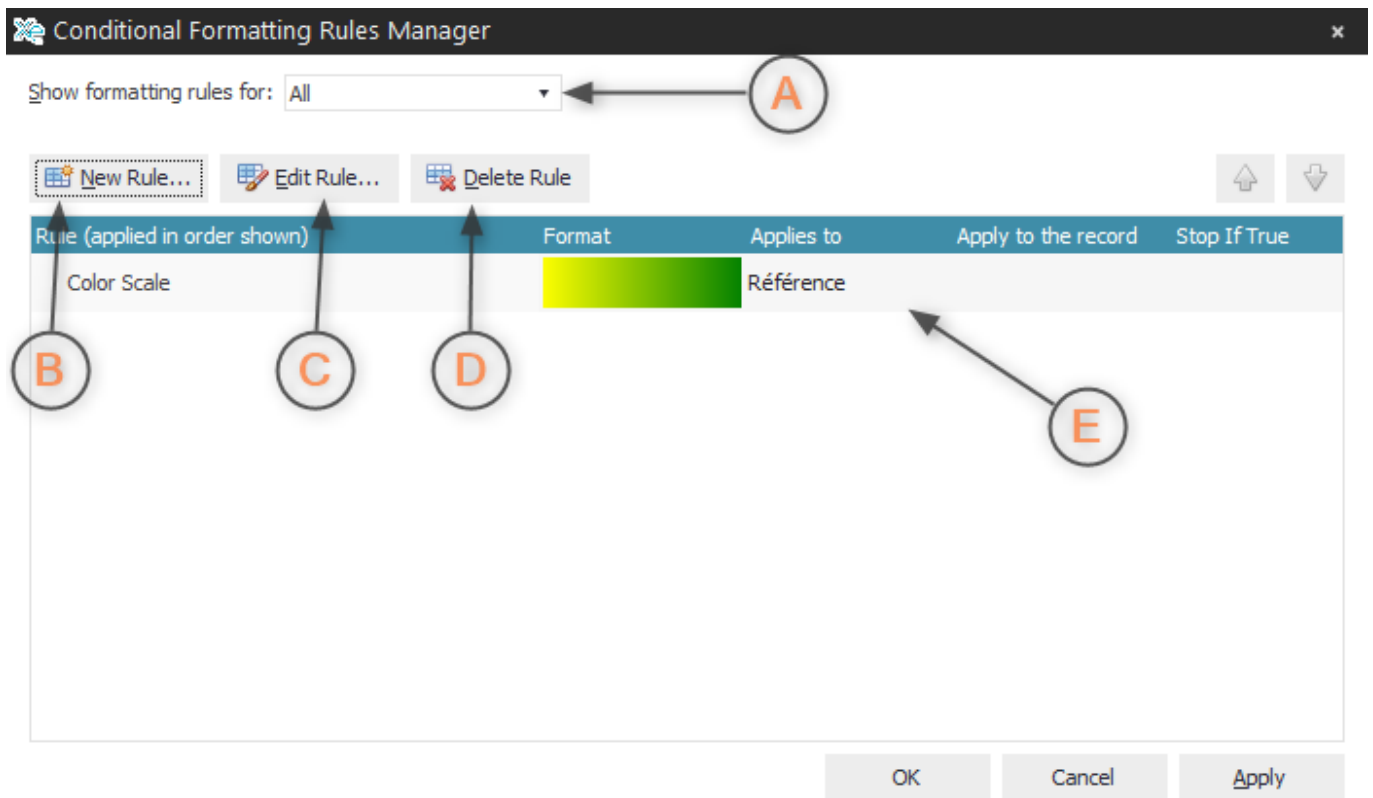 Conditional Formatting Rules Manager
Show formatting rules for: All
A
New Rule... Edit Rule... Delete Rule
Rule (applied in order shown) Format Applies to Apply to the record Stop If True
Color Scale Référence
B C D
E
OK Cancel Apply